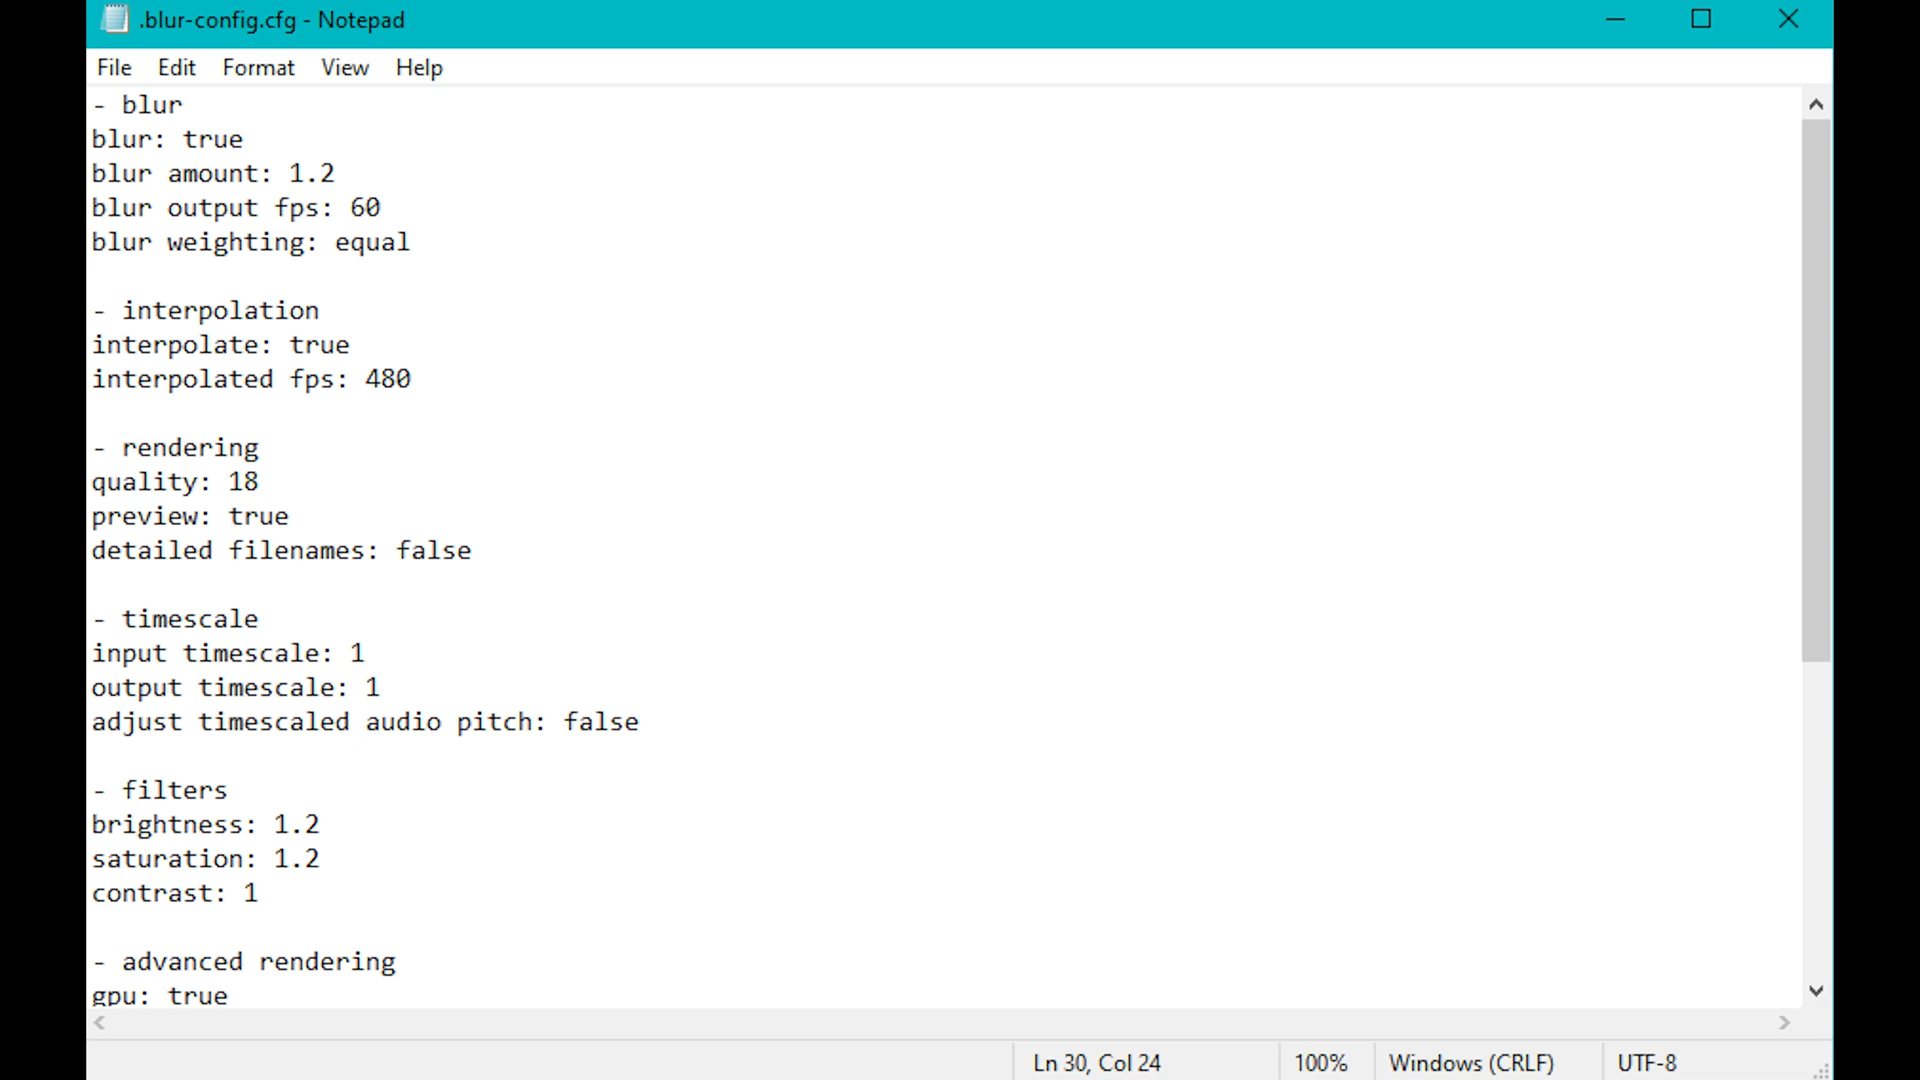 .blur-config.cfg - Notepad
File Edit Format View Help
- blur
blur: true
blur amount: 1.2
blur output fps: 60
blur weighting: equal
- interpolation
interpolate: true
interpolated fps: 480
- rendering
quality: 18
preview: true
detailed filenames: false
- timescale
input timescale: 1
output timescale: 1
adjust timescaled audio pitch: false
- filters
brightness: 1.2
saturation: 1.2
contrast: 1
- advanced rendering
gpu: true
Ln 30, Col 24 100% Windows (CRLF) UTF-8